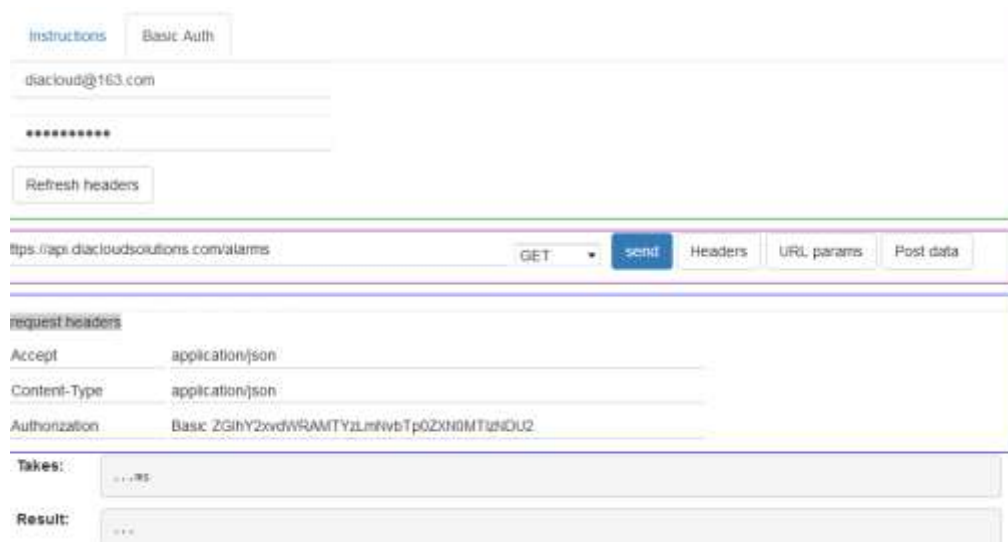 Instructions Basic Auth
diacloud@163.com
••••••••••
Refresh headers
ttps://api.diacloudsolutions.com/alarms GET send Headers URL params Post data
request headers
Accept application/json
Content-Type application/json
Authorization Basic
Takes: ...ms
Result: ...